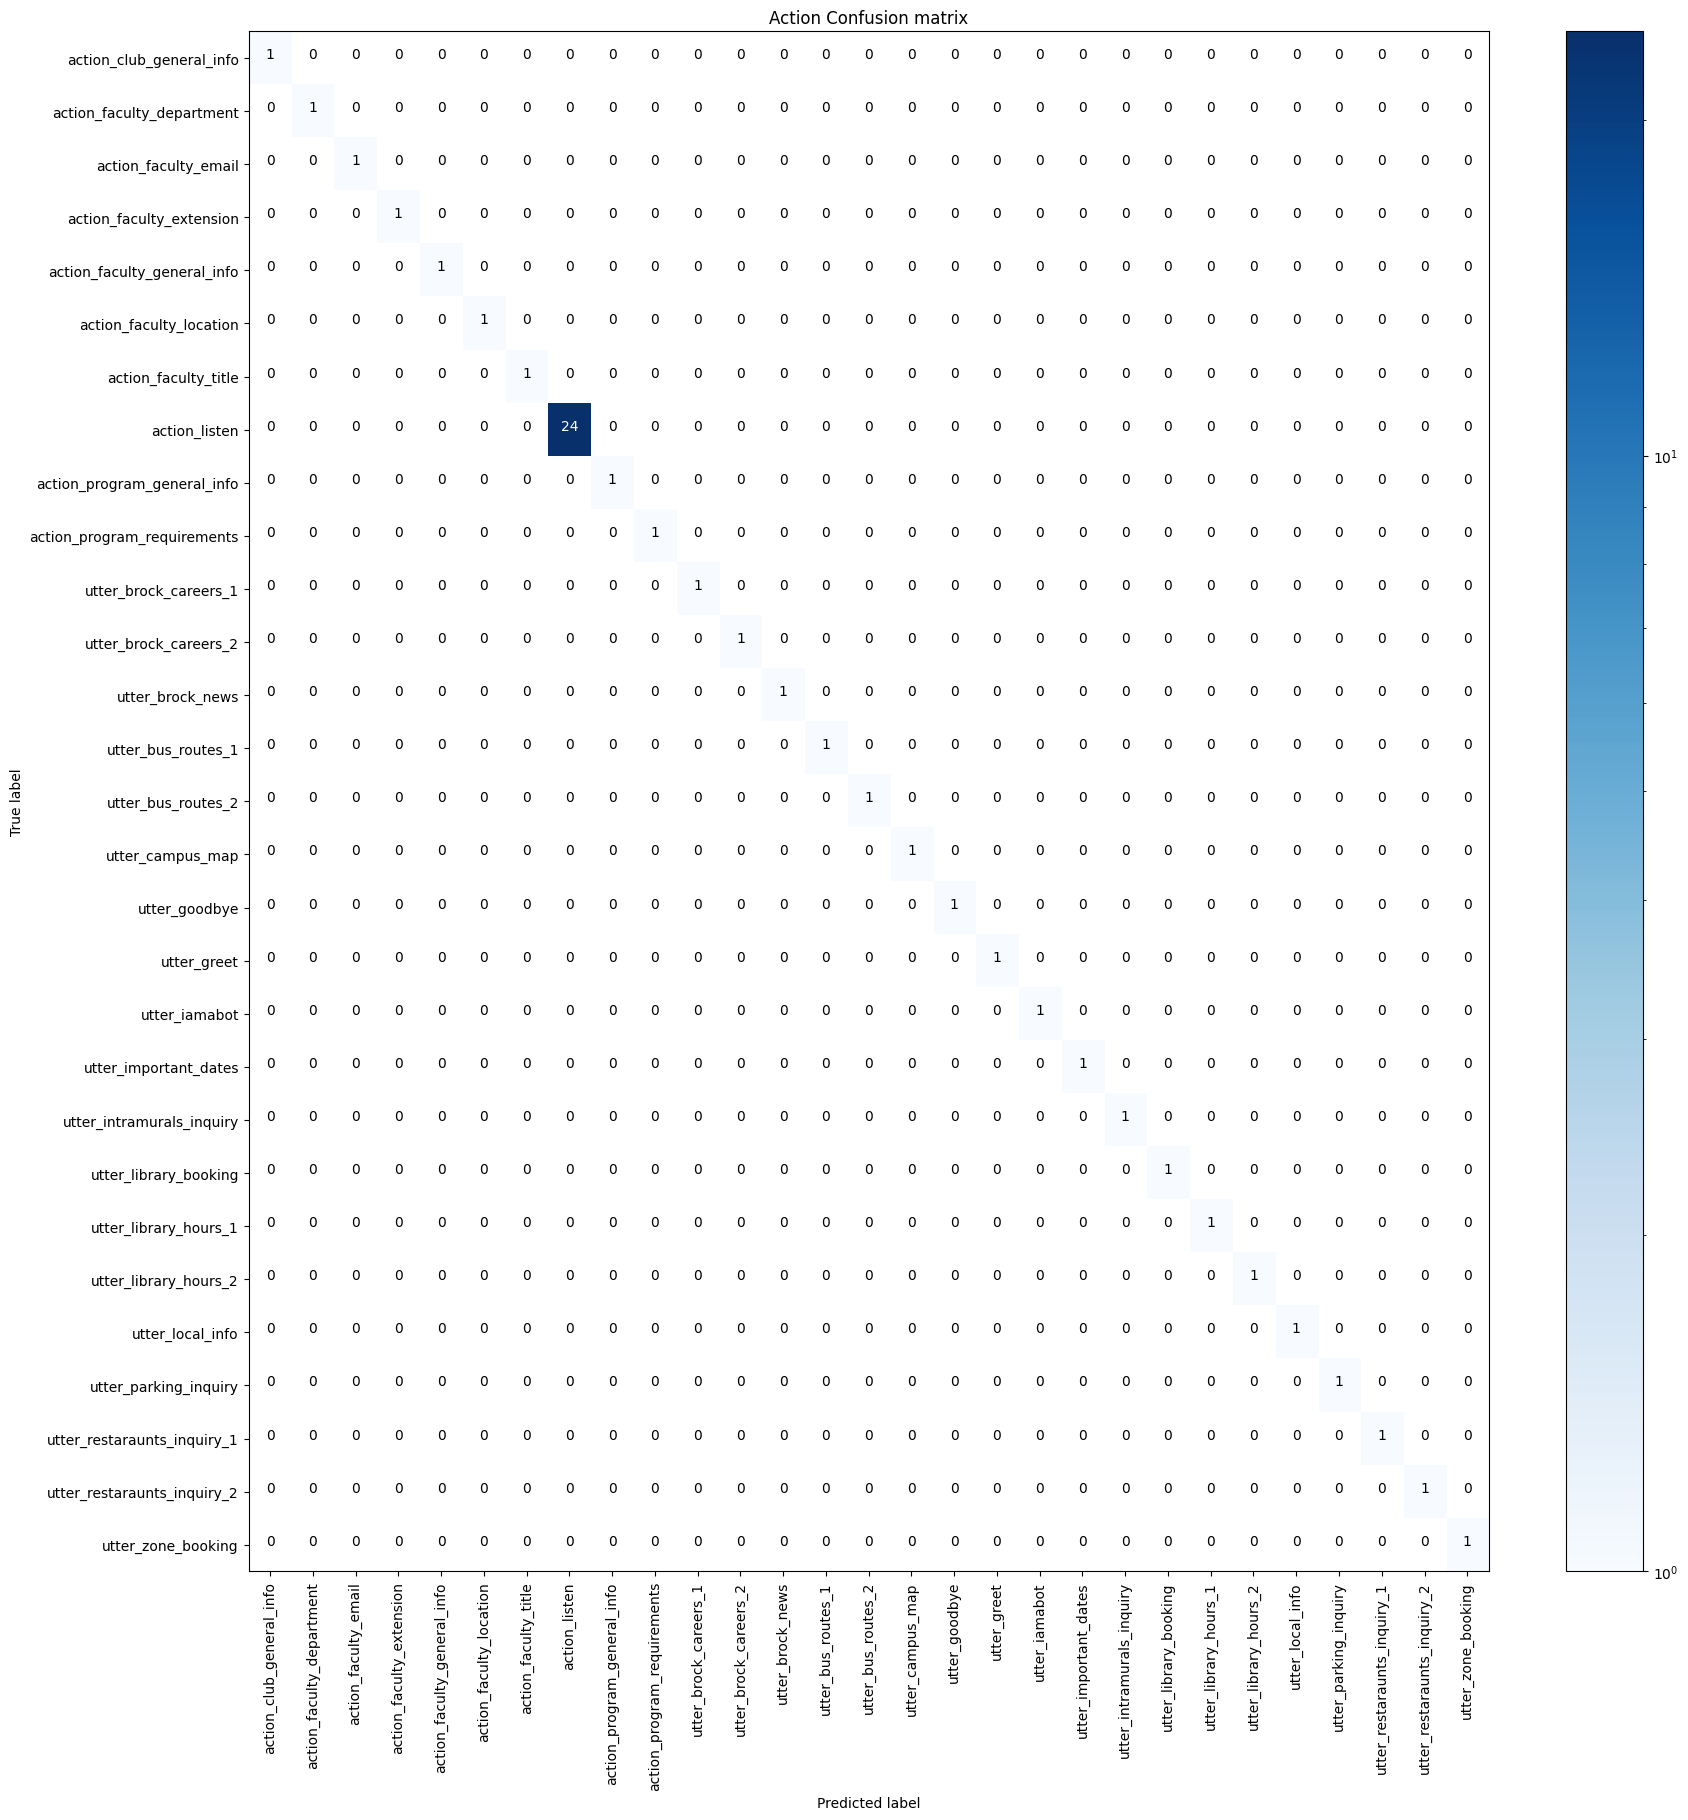 Action Confusion matrix
True label
action_club_general_info 1 0 0 0 0 0 0 0 0 0 0 0 0 0 0 0 0 0 0 0 0 0 0 0 0 0 0 0 0
action_faculty_department 0 1 0 0 0 0 0 0 0 0 0 0 0 0 0 0 0 0 0 0 0 0 0 0 0 0 0 0 0
action_faculty_email 0 0 1 0 0 0 0 0 0 0 0 0 0 0 0 0 0 0 0 0 0 0 0 0 0 0 0 0 0
action_faculty_extension 0 0 0 1 0 0 0 0 0 0 0 0 0 0 0 0 0 0 0 0 0 0 0 0 0 0 0 0 0
action_faculty_general_info 0 0 0 0 1 0 0 0 0 0 0 0 0 0 0 0 0 0 0 0 0 0 0 0 0 0 0 0 0
action_faculty_location 0 0 0 0 0 1 0 0 0 0 0 0 0 0 0 0 0 0 0 0 0 0 0 0 0 0 0 0 0
action_faculty_title 0 0 0 0 0 0 1 0 0 0 0 0 0 0 0 0 0 0 0 0 0 0 0 0 0 0 0 0 0
action_listen 0 0 0 0 0 0 0 24 0 0 0 0 0 0 0 0 0 0 0 0 0 0 0 0 0 0 0 0 0
action_program_general_info 0 0 0 0 0 0 0 0 1 0 0 0 0 0 0 0 0 0 0 0 0 0 0 0 0 0 0 0 0
action_program_requirements 0 0 0 0 0 0 0 0 0 1 0 0 0 0 0 0 0 0 0 0 0 0 0 0 0 0 0 0 0
utter_brock_careers_1 0 0 0 0 0 0 0 0 0 0 1 0 0 0 0 0 0 0 0 0 0 0 0 0 0 0 0 0 0
utter_brock_careers_2 0 0 0 0 0 0 0 0 0 0 0 1 0 0 0 0 0 0 0 0 0 0 0 0 0 0 0 0 0
utter_brock_news 0 0 0 0 0 0 0 0 0 0 0 0 1 0 0 0 0 0 0 0 0 0 0 0 0 0 0 0 0
utter_bus_routes_1 0 0 0 0 0 0 0 0 0 0 0 0 0 1 0 0 0 0 0 0 0 0 0 0 0 0 0 0 0
utter_bus_routes_2 0 0 0 0 0 0 0 0 0 0 0 0 0 0 1 0 0 0 0 0 0 0 0 0 0 0 0 0 0
utter_campus_map 0 0 0 0 0 0 0 0 0 0 0 0 0 0 0 1 0 0 0 0 0 0 0 0 0 0 0 0 0
utter_goodbye 0 0 0 0 0 0 0 0 0 0 0 0 0 0 0 0 1 0 0 0 0 0 0 0 0 0 0 0 0
utter_greet 0 0 0 0 0 0 0 0 0 0 0 0 0 0 0 0 0 1 0 0 0 0 0 0 0 0 0 0 0
utter_iamabot 0 0 0 0 0 0 0 0 0 0 0 0 0 0 0 0 0 0 1 0 0 0 0 0 0 0 0 0 0
utter_important_dates 0 0 0 0 0 0 0 0 0 0 0 0 0 0 0 0 0 0 0 1 0 0 0 0 0 0 0 0 0
utter_intramurals_inquiry 0 0 0 0 0 0 0 0 0 0 0 0 0 0 0 0 0 0 0 0 1 0 0 0 0 0 0 0 0
utter_library_booking 0 0 0 0 0 0 0 0 0 0 0 0 0 0 0 0 0 0 0 0 0 1 0 0 0 0 0 0 0
utter_library_hours_1 0 0 0 0 0 0 0 0 0 0 0 0 0 0 0 0 0 0 0 0 0 0 1 0 0 0 0 0 0
utter_library_hours_2 0 0 0 0 0 0 0 0 0 0 0 0 0 0 0 0 0 0 0 0 0 0 0 1 0 0 0 0 0
utter_local_info 0 0 0 0 0 0 0 0 0 0 0 0 0 0 0 0 0 0 0 0 0 0 0 0 1 0 0 0 0
utter_parking_inquiry 0 0 0 0 0 0 0 0 0 0 0 0 0 0 0 0 0 0 0 0 0 0 0 0 0 1 0 0 0
utter_restaraunts_inquiry_1 0 0 0 0 0 0 0 0 0 0 0 0 0 0 0 0 0 0 0 0 0 0 0 0 0 0 1 0 0
utter_restaraunts_inquiry_2 0 0 0 0 0 0 0 0 0 0 0 0 0 0 0 0 0 0 0 0 0 0 0 0 0 0 0 1 0
utter_zone_booking 0 0 0 0 0 0 0 0 0 0 0 0 0 0 0 0 0 0 0 0 0 0 0 0 0 0 0 0 1
action_club_general_info
action_faculty_department
action_faculty_email
action_faculty_extension
action_faculty_general_info
action_faculty_location
action_faculty_title
action_listen
action_program_general_info
action_program_requirements
utter_brock_careers_1
utter_brock_careers_2
utter_brock_news
utter_bus_routes_1
utter_bus_routes_2
utter_campus_map
utter_goodbye
utter_greet
utter_iamabot
utter_important_dates
utter_intramurals_inquiry
utter_library_booking
utter_library_hours_1
utter_library_hours_2
utter_local_info
utter_parking_inquiry
utter_restaraunts_inquiry_1
utter_restaraunts_inquiry_2
utter_zone_booking
Predicted label
10¹
10⁰